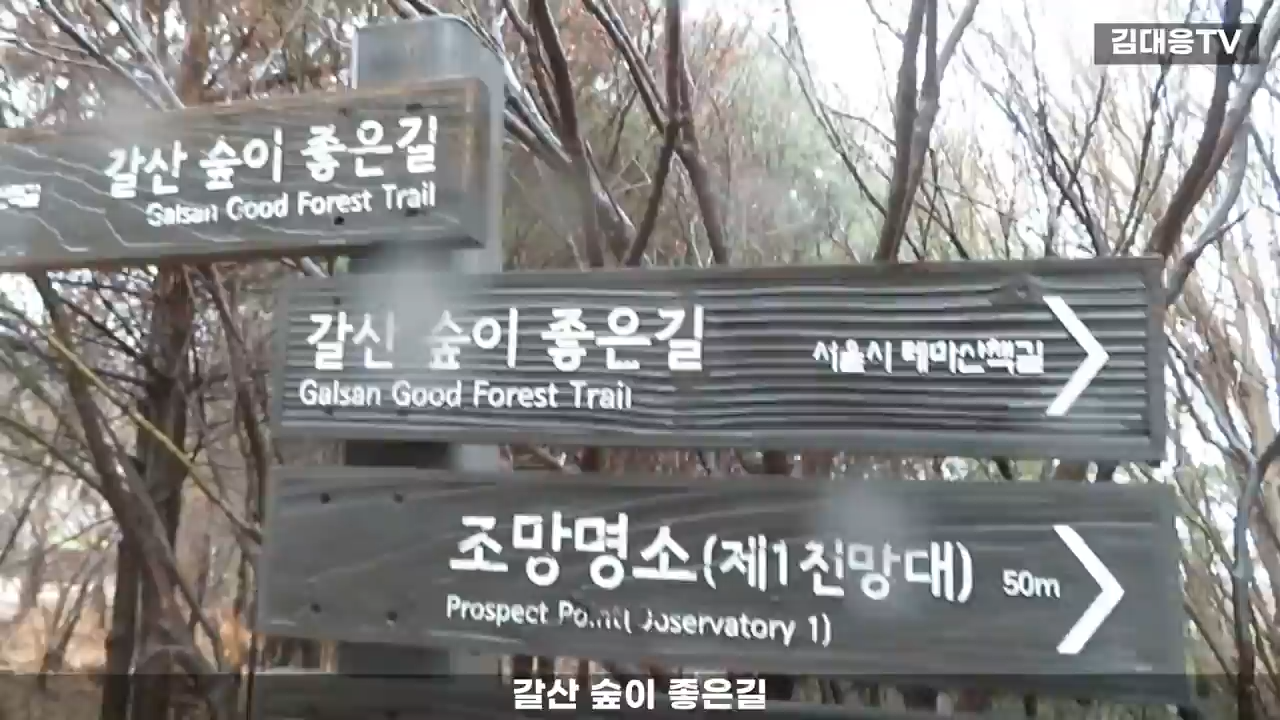 김대응TV
갈산 숲이 좋은길
Galsan Good Forest Trail
갈산 숲이 좋은길
서울시 테마산책길
Galsan Good Forest Trail
조망명소(제1전망대) 50m
Prospect Point( Observatory 1)
갈산 숲이 좋은길